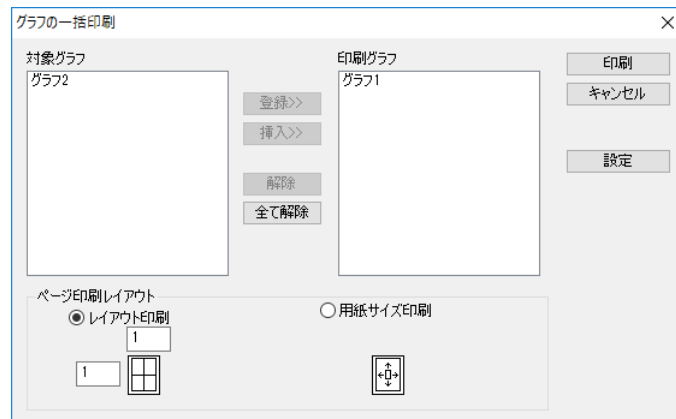 グラフの一括印刷
対象グラフ
グラフ2
登録>>
挿入>>
解除
全て解除
印刷グラフ
グラフ1
印刷
キャンセル
設定
ページ印刷レイアウト
レイアウト印刷
1
1
用紙サイズ印刷